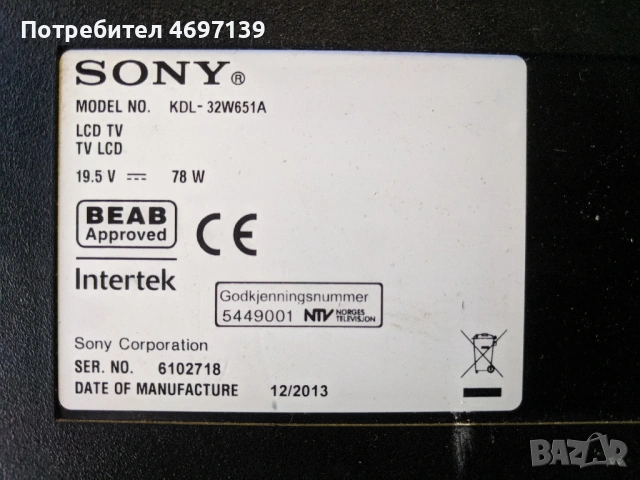 Потребител 4697139
SONY®
MODEL NO. KDL-32W651A
LCD TV
TV LCD
19.5 V ⎓ 78 W
BEAB
Approved
CE
Intertek
Godkjenningsnummer
5449001 NTV NORGES
TELEVISJON
Sony Corporation
SER. NO. 6102718
DATE OF MANUFACTURE 12/2013
BAZAR